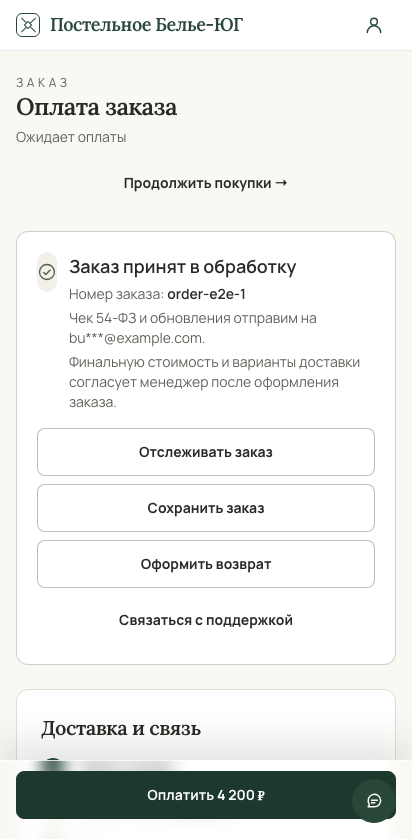 Постельное Белье-ЮГ
ЗАКАЗ
Оплата заказа
Ожидает оплаты
Продолжить покупки →
Заказ принят в обработку
Номер заказа: order-e2e-1
Чек 54-ФЗ и обновления отправим на
bu***@example.com.
Финальную стоимость и варианты доставки
согласует менеджер после оформления
заказа.
Отслеживать заказ
Сохранить заказ
Оформить возврат
Связаться с поддержкой
Доставка и связь
Оплатить 4 200 ₽